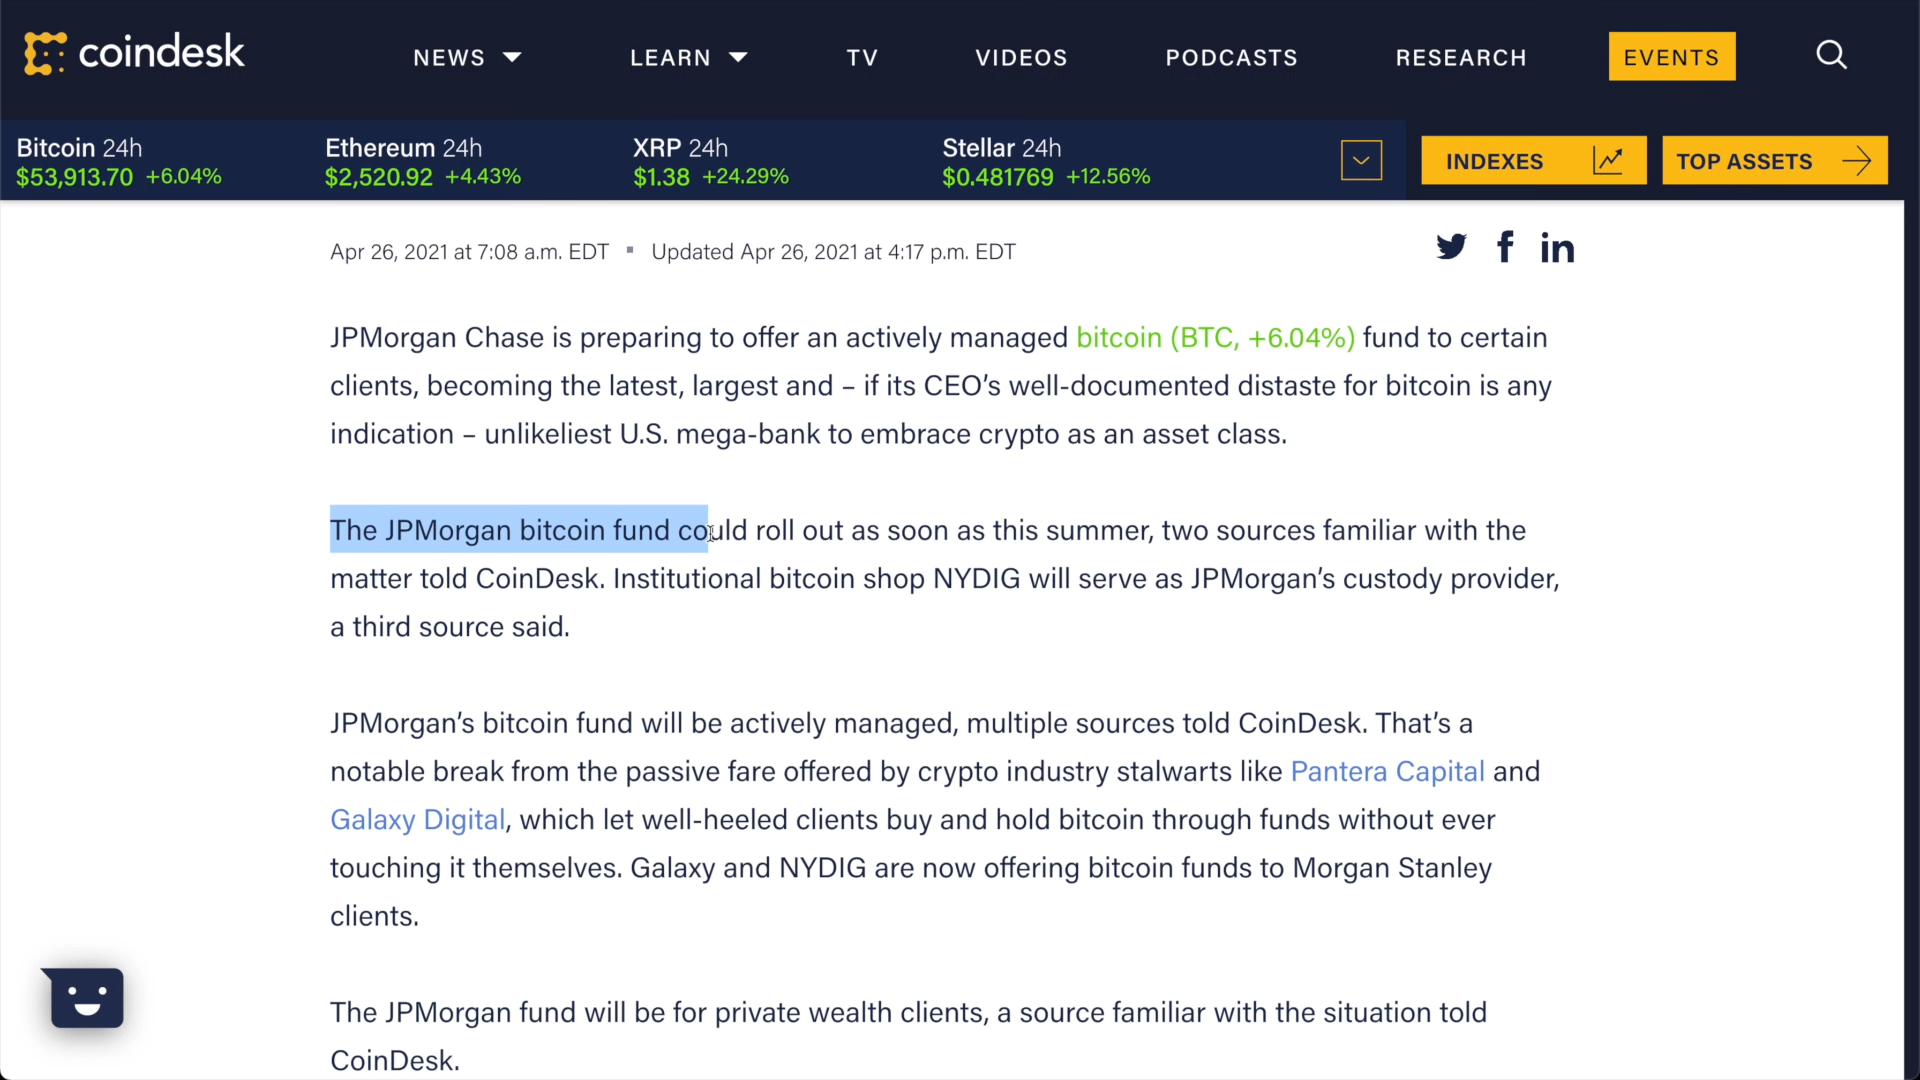 coindesk
NEWS
LEARN
TV
VIDEOS
PODCASTS
RESEARCH
EVENTS
Bitcoin 24h
$53,913.70 +6.04%
Ethereum 24h
$2,520.92 +4.43%
XRP 24h
$1.38 +24.29%
Stellar 24h
$0.481769 +12.56%
INDEXES
TOP ASSETS
Apr 26, 2021 at 7:08 a.m. EDT ▪ Updated Apr 26, 2021 at 4:17 p.m. EDT
JPMorgan Chase is preparing to offer an actively managed bitcoin (BTC, +6.04%) fund to certain
clients, becoming the latest, largest and – if its CEO’s well-documented distaste for bitcoin is any
indication – unlikeliest U.S. mega-bank to embrace crypto as an asset class.
The JPMorgan bitcoin fund could roll out as soon as this summer, two sources familiar with the
matter told CoinDesk. Institutional bitcoin shop NYDIG will serve as JPMorgan’s custody provider,
a third source said.
JPMorgan’s bitcoin fund will be actively managed, multiple sources told CoinDesk. That’s a
notable break from the passive fare offered by crypto industry stalwarts like Pantera Capital and
Galaxy Digital, which let well-heeled clients buy and hold bitcoin through funds without ever
touching it themselves. Galaxy and NYDIG are now offering bitcoin funds to Morgan Stanley
clients.
The JPMorgan fund will be for private wealth clients, a source familiar with the situation told
CoinDesk.